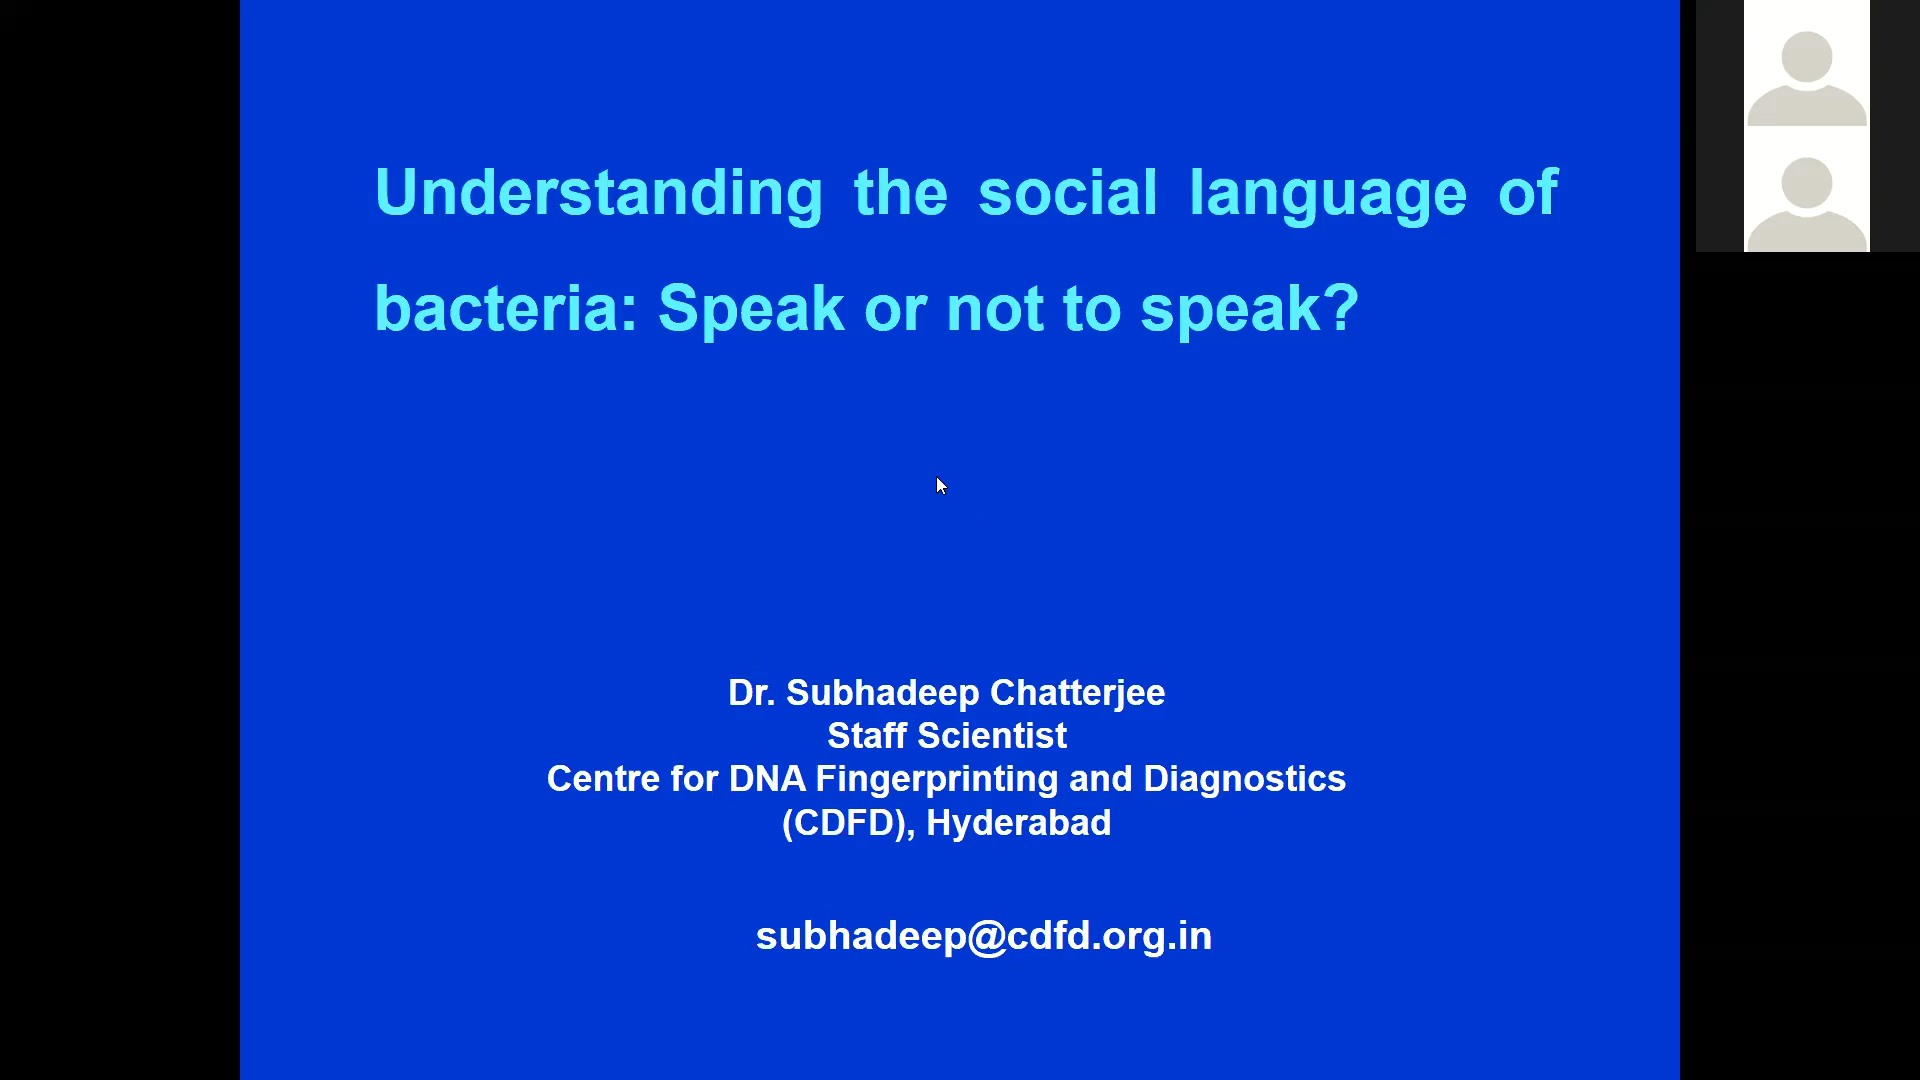 Understanding the social language of
bacteria: Speak or not to speak?
Dr. Subhadeep Chatterjee
Staff Scientist
Centre for DNA Fingerprinting and Diagnostics
(CDFD), Hyderabad
subhadeep@cdfd.org.in